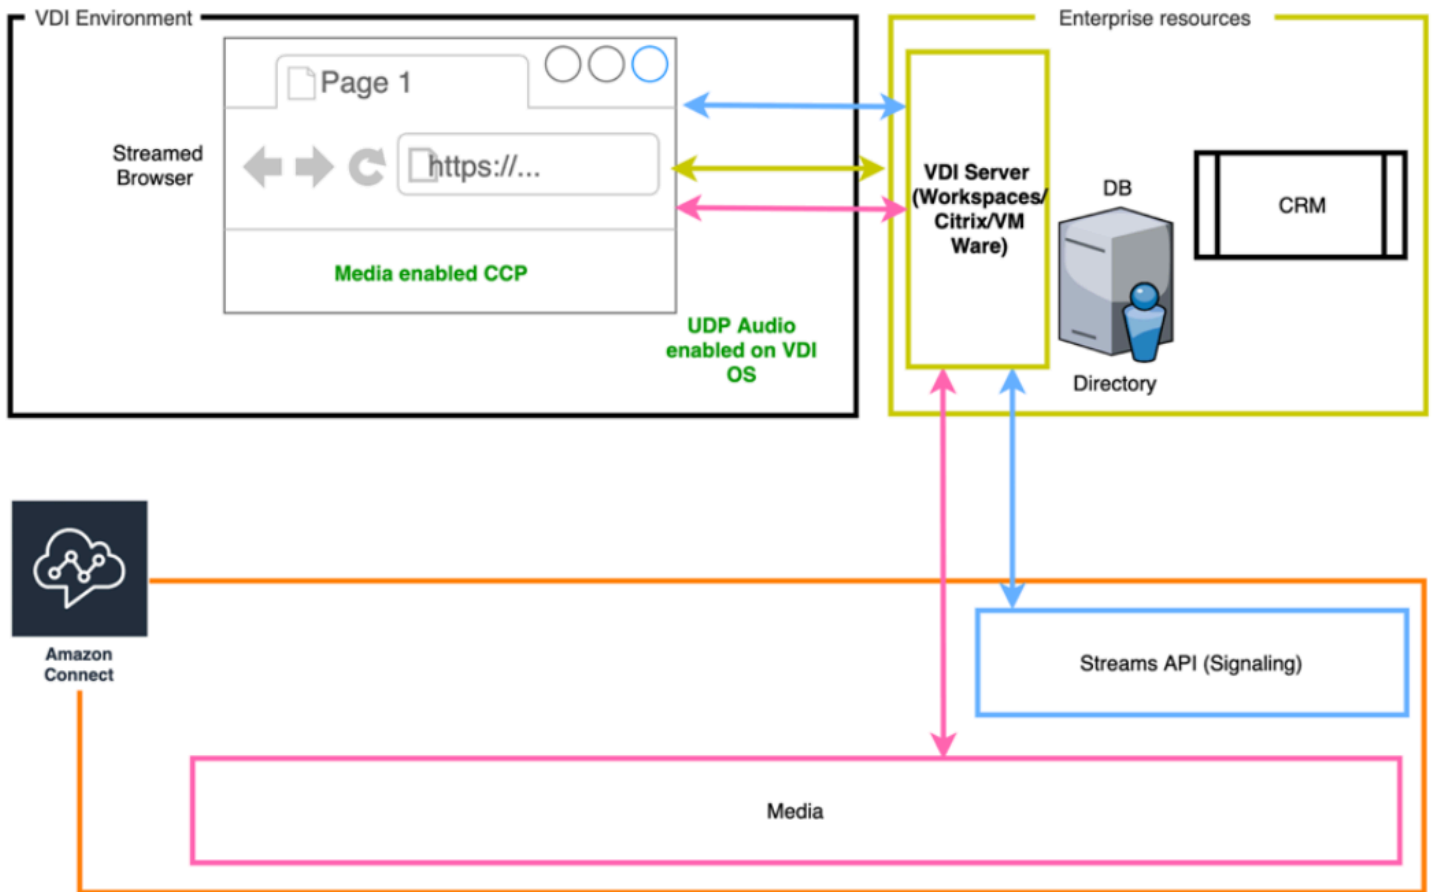 VDI Environment
Enterprise resources
Page 1
Streamed
Browser
https://...
VDI Server
(Workspaces/
Citrix/VM
Ware)
DB
CRM
Media enabled CCP
UDP Audio
enabled on VDI
OS
Directory
Amazon
Connect
Streams API (Signaling)
Media